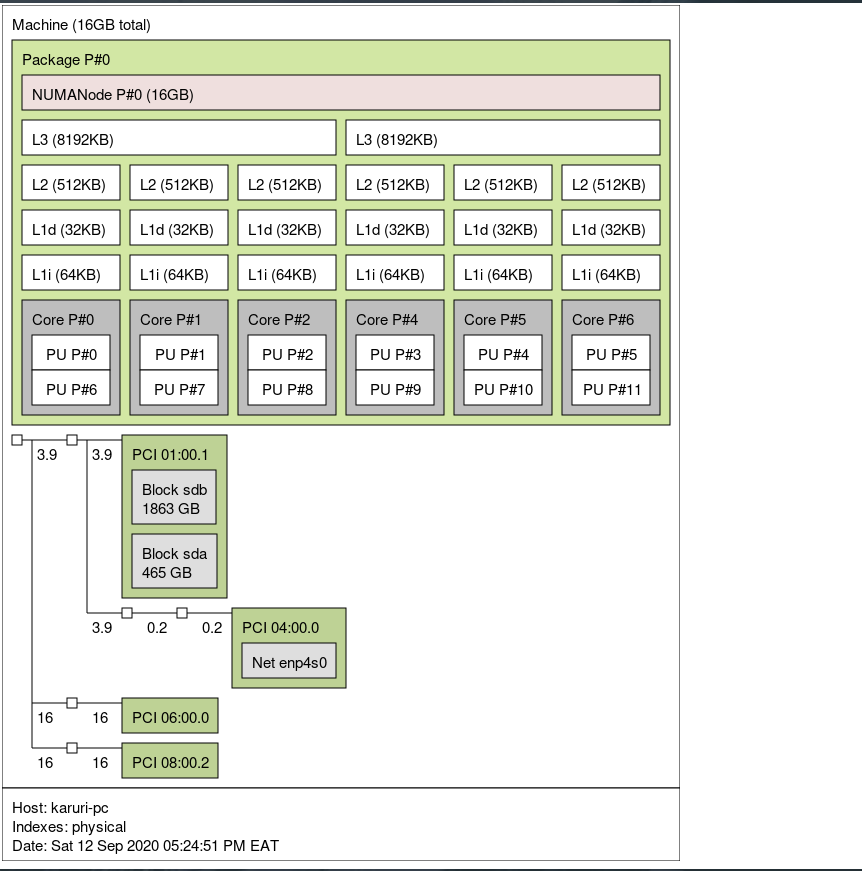 Machine (16GB total)
Package P#0
NUMANode P#0 (16GB)
L3 (8192KB) L3 (8192KB)
L2 (512KB) L2 (512KB) L2 (512KB) L2 (512KB) L2 (512KB) L2 (512KB)
L1d (32KB) L1d (32KB) L1d (32KB) L1d (32KB) L1d (32KB) L1d (32KB)
L1i (64KB) L1i (64KB) L1i (64KB) L1i (64KB) L1i (64KB) L1i (64KB)
Core P#0 Core P#1 Core P#2 Core P#4 Core P#5 Core P#6
PU P#0 PU P#1 PU P#2 PU P#3 PU P#4 PU P#5
PU P#6 PU P#7 PU P#8 PU P#9 PU P#10 PU P#11
3.9 3.9 PCI 01:00.1
Block sdb
1863 GB
Block sda
465 GB
3.9 0.2 0.2 PCI 04:00.0
Net enp4s0
16 16 PCI 06:00.0
16 16 PCI 08:00.2
Host: karuri-pc
Indexes: physical
Date: Sat 12 Sep 2020 05:24:51 PM EAT